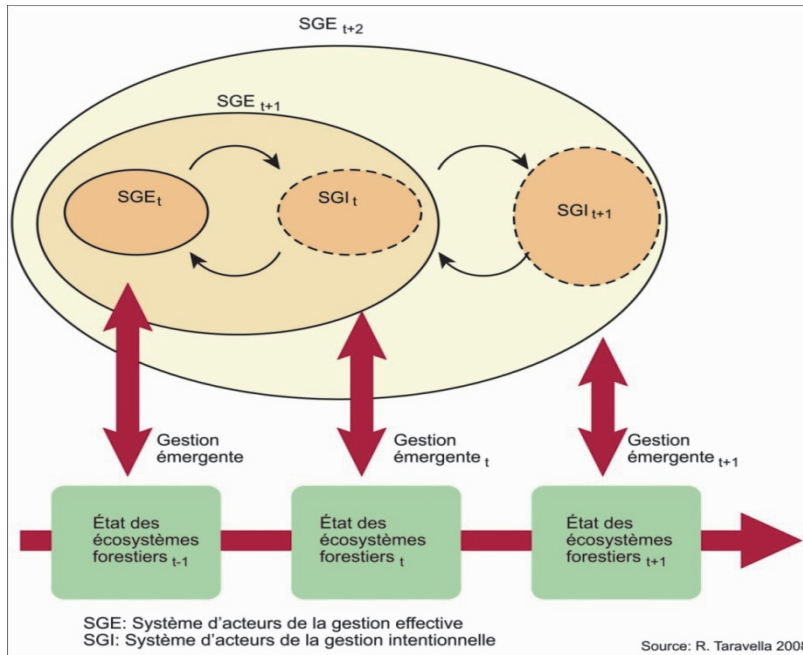 SGE t+2
SGE t+1
SGE t
SGI t
SGI t+1
Gestion
émergente
Gestion
émergente t
Gestion
émergente t+1
État des
écosystèmes
forestiers t-1
État des
écosystèmes
forestiers t
État des
écosystèmes
forestiers t+1
SGE: Système d'acteurs de la gestion effective
SGI: Système d'acteurs de la gestion intentionnelle
Source: R. Taravella 2008